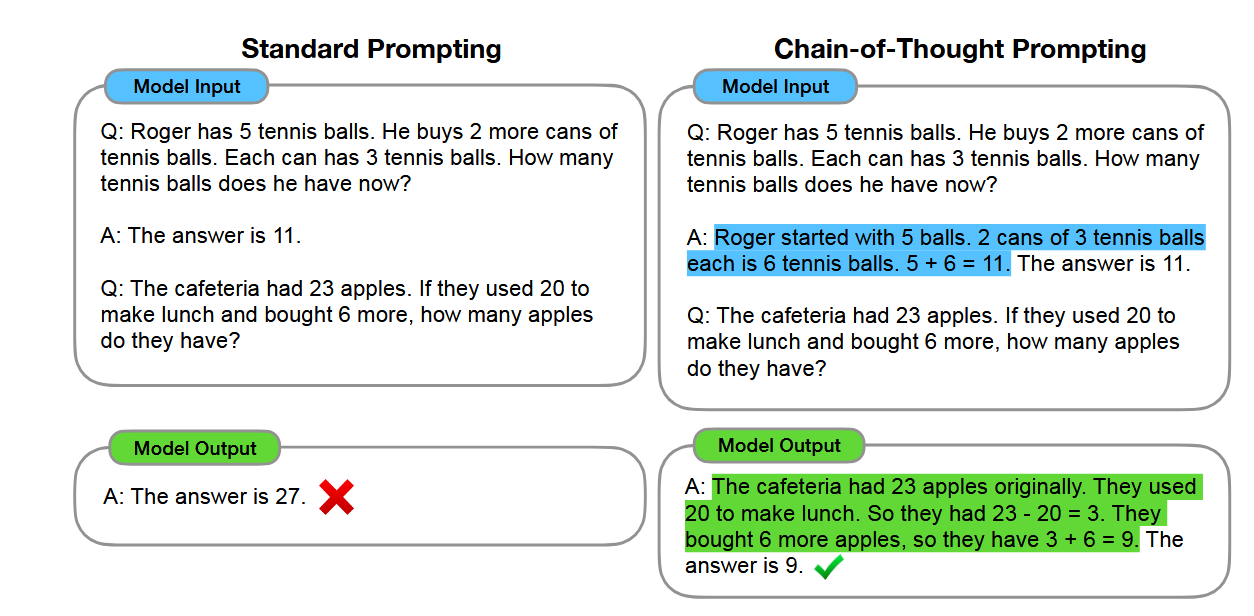 Standard Prompting
Model Input
Q: Roger has 5 tennis balls. He buys 2 more cans of
tennis balls. Each can has 3 tennis balls. How many
tennis balls does he have now?
A: The answer is 11.
Q: The cafeteria had 23 apples. If they used 20 to
make lunch and bought 6 more, how many apples
do they have?
Model Output
A: The answer is 27.
Chain-of-Thought Prompting
Model Input
Q: Roger has 5 tennis balls. He buys 2 more cans of
tennis balls. Each can has 3 tennis balls. How many
tennis balls does he have now?
A: Roger started with 5 balls. 2 cans of 3 tennis balls
each is 6 tennis balls. 5 + 6 = 11. The answer is 11.
Q: The cafeteria had 23 apples. If they used 20 to
make lunch and bought 6 more, how many apples
do they have?
Model Output
A: The cafeteria had 23 apples originally. They used
20 to make lunch. So they had 23 - 20 = 3. They
bought 6 more apples, so they have 3 + 6 = 9. The
answer is 9.